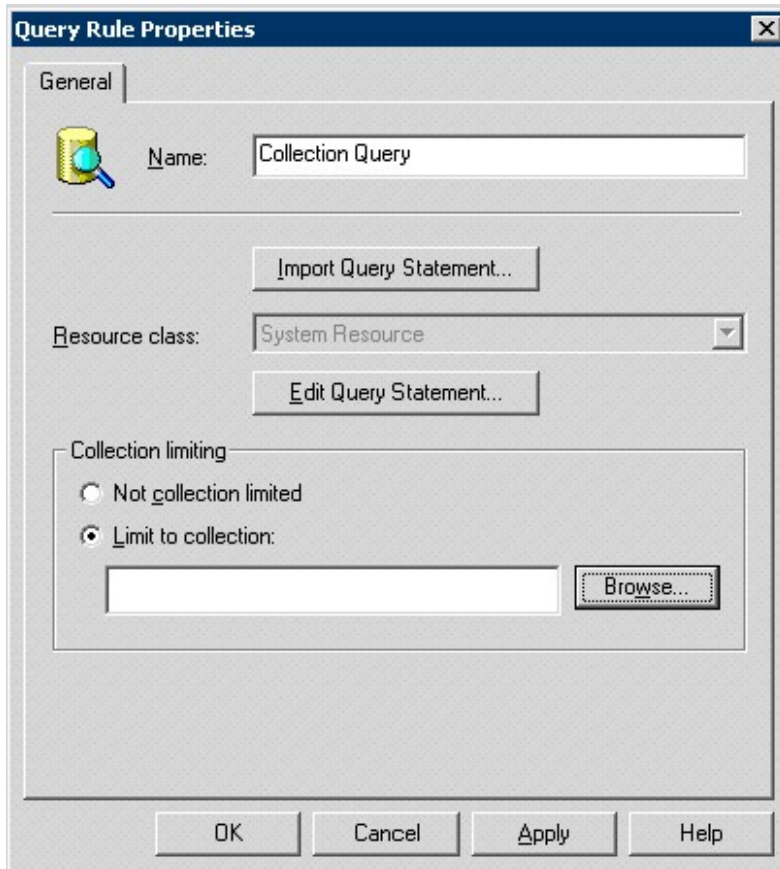 Query Rule Properties
General
Name: Collection Query
Import Query Statement...
Resource class: System Resource
Edit Query Statement...
Collection limiting
Not collection limited
Limit to collection:
Browse...
OK Cancel Apply Help